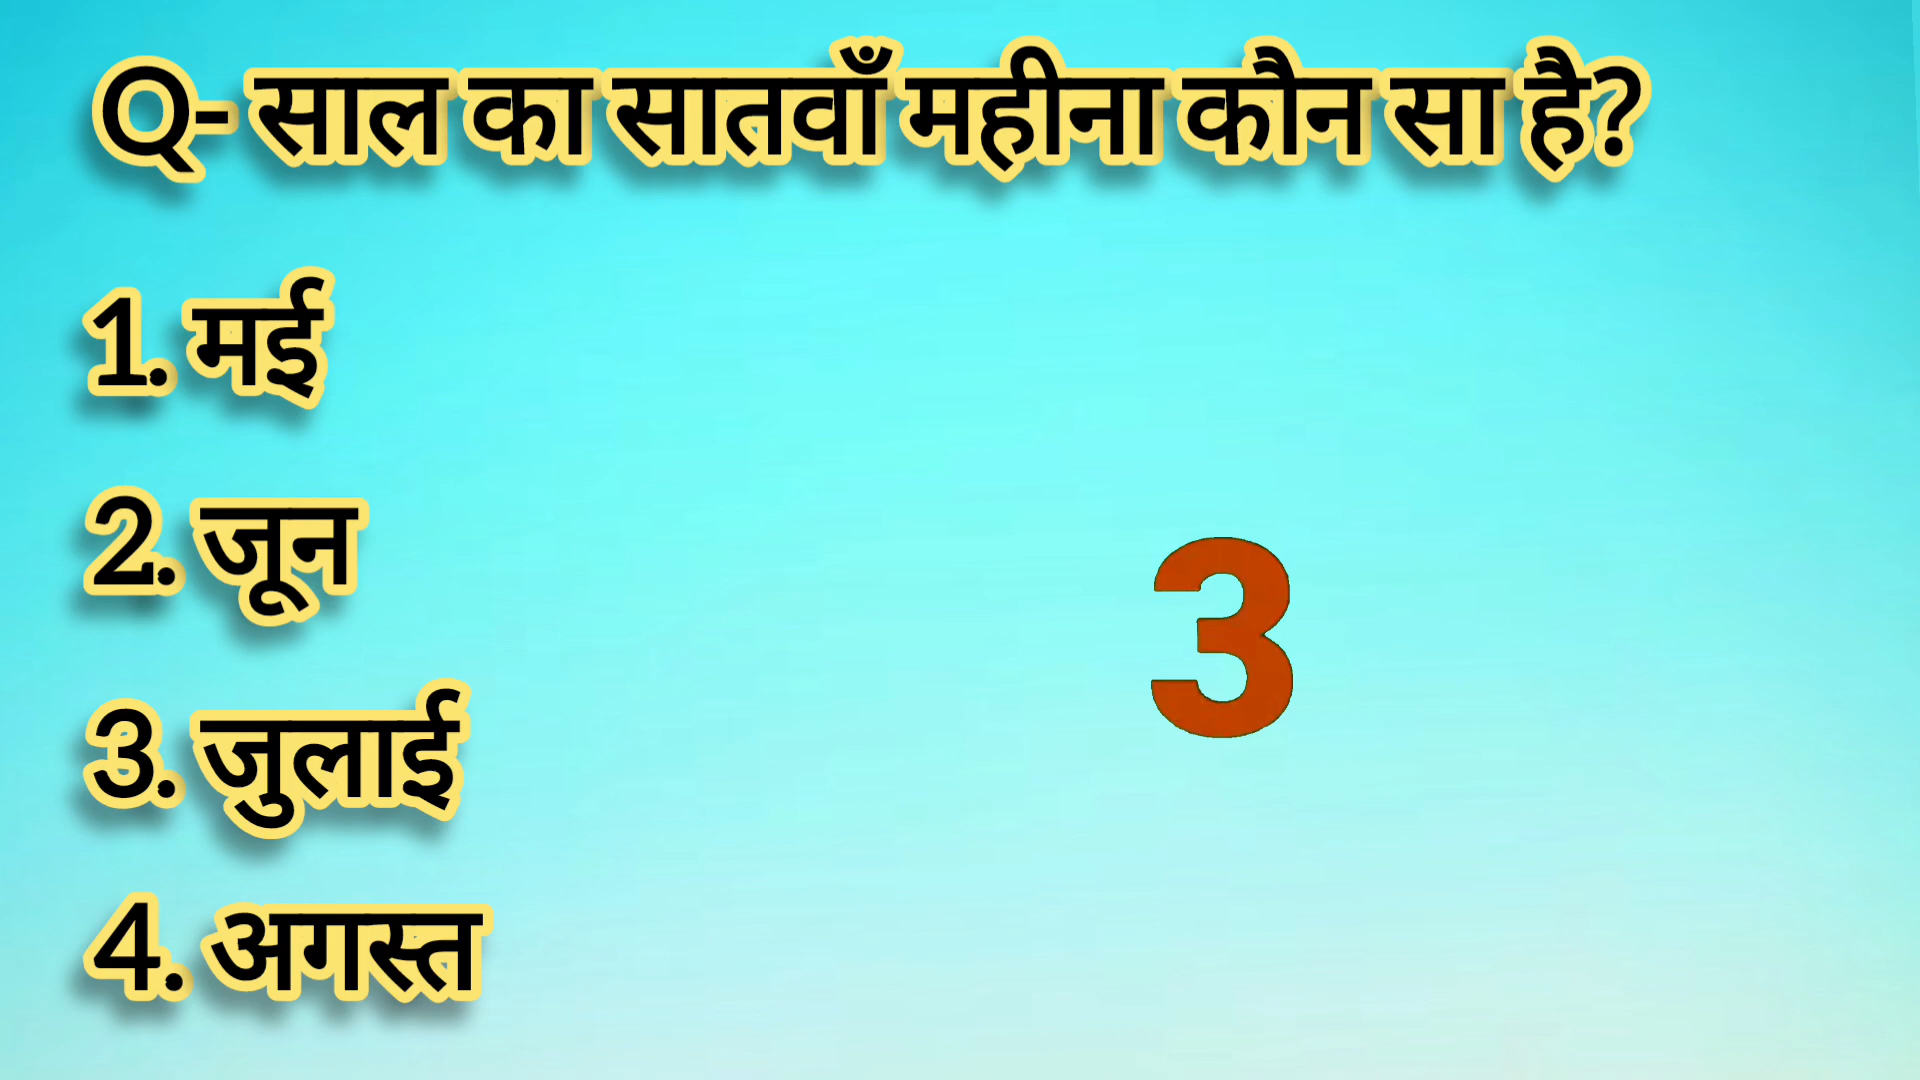 Q- साल का सातवाँ महीना कौन सा है?
1. मई
2. जून
3. जुलाई
4. अगस्त
3